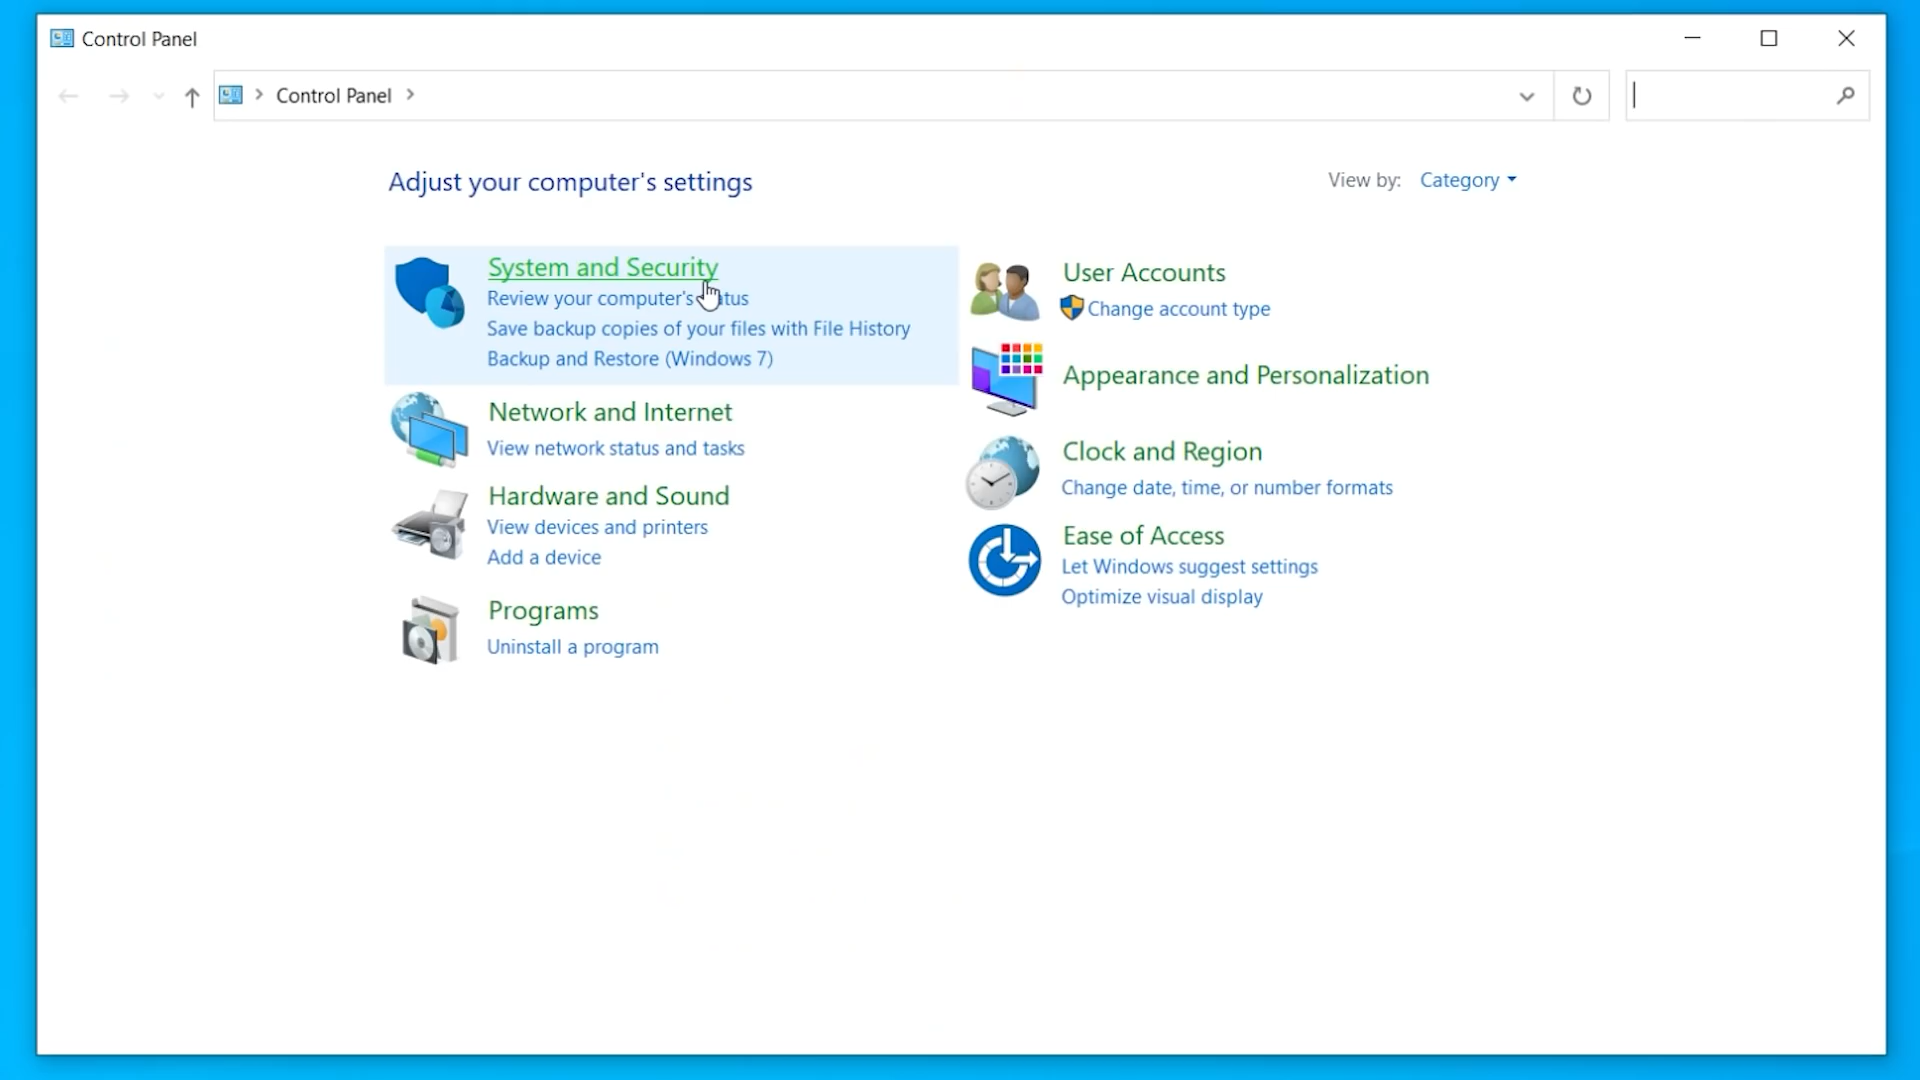 Control Panel
Control Panel
Adjust your computer's settings
View by: Category
System and Security
Review your computer's
Save backup copies of your files with File History
Backup and Restore (Windows 7)
Network and Internet
View network status and tasks
Hardware and Sound
View devices and printers
Add a device
Programs
Uninstall a program
User Accounts
Change account type
Appearance and Personalization
Clock and Region
Change date, time, or number formats
Ease of Access
Let Windows suggest settings
Optimize visual display